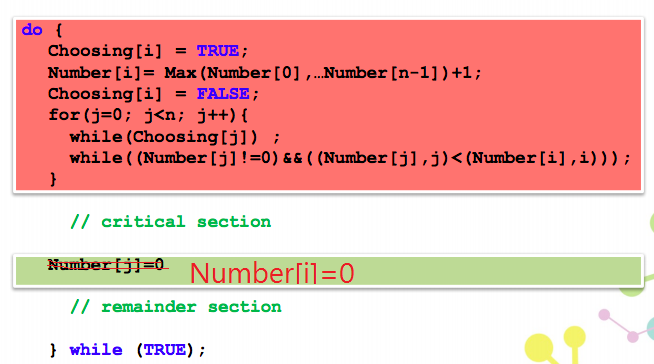 do {
Choosing[i] = TRUE;
Number[i]= Max(Number[0],…Number[n-1])+1;
Choosing[i] = FALSE;
for(j=0; j<n; j++){
while(Choosing[j]) ;
while((Number[j]!=0)&&((Number[j],j)<(Number[i],i)));
}
// critical section
Number[j]=0 Number[i]=0
// remainder section
} while (TRUE);